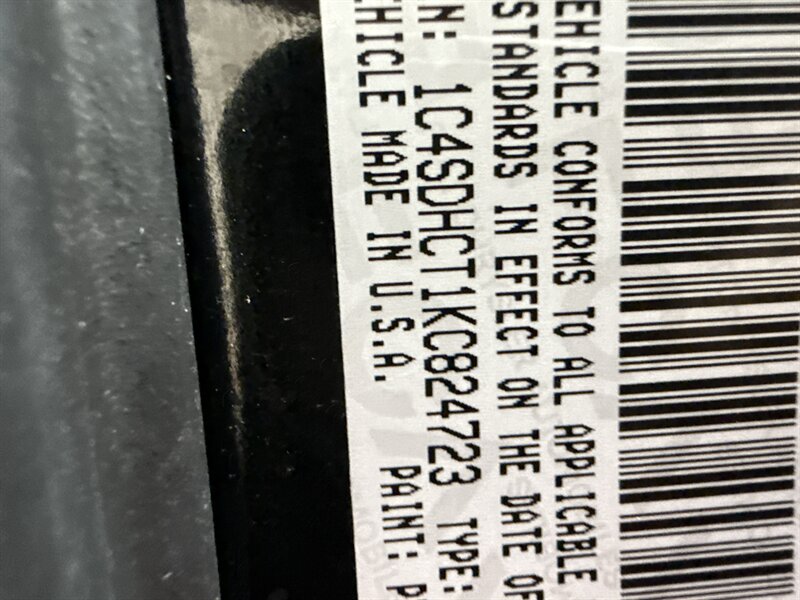 EHICLE CONFORMS TO ALL APPLICABLE
STANDARDS IN EFFECT ON THE DATE OF
N: 1C4SDHCT1KC824723 TYPE:
HICLE MADE IN U.S.A. PAINT: P